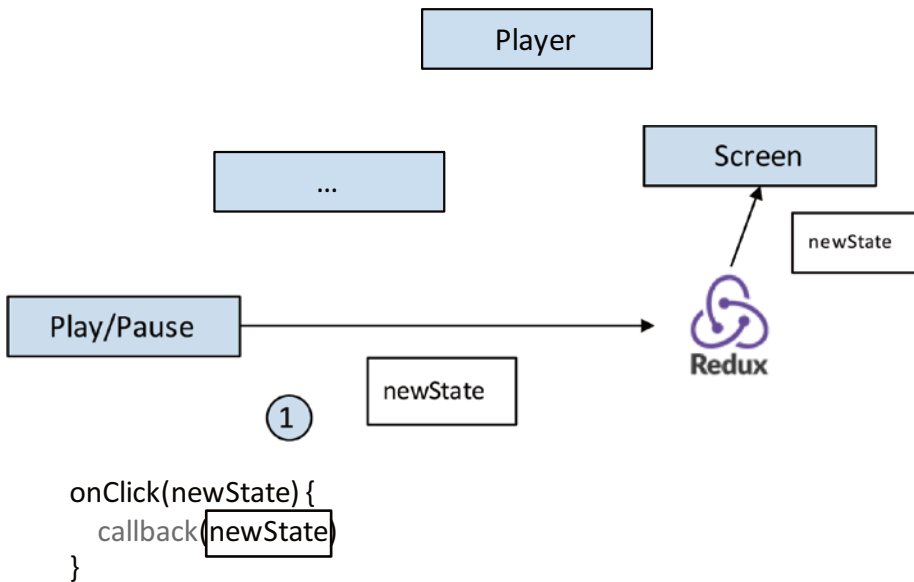 Player
Screen
...
newState
Play/Pause
Redux
newState
1
onClick(newState) {
callback(newState)
}